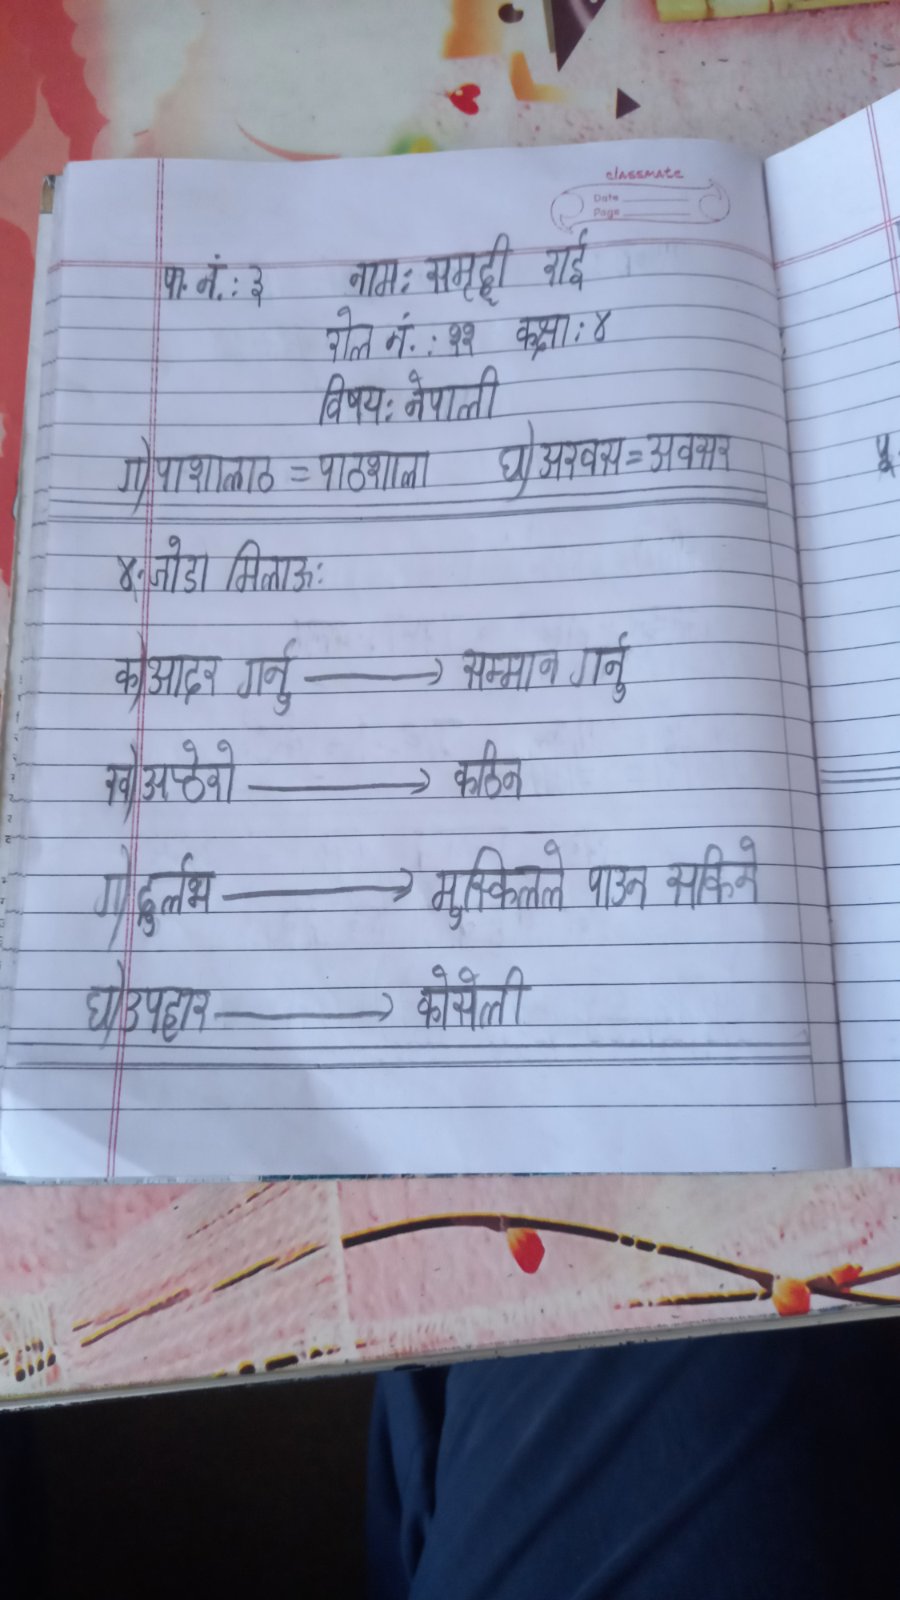 classmate
Date
Page
पा. नं. : ३ नाम: समृद्दी राई
रोल नं. : २२ कक्षा: ४
विषय: नेपाली
ग) पाशालाठ = पाठशाला घ) अरवस = अवसर
४. जोडा मिलाऊ:
क) आदर गर्नु → सम्मान गर्नु
ख) अप्ठेरो → कठिन
ग) दुर्लभ → मुस्किलले पाउन सकिने
घ) उपहार → कोसेली